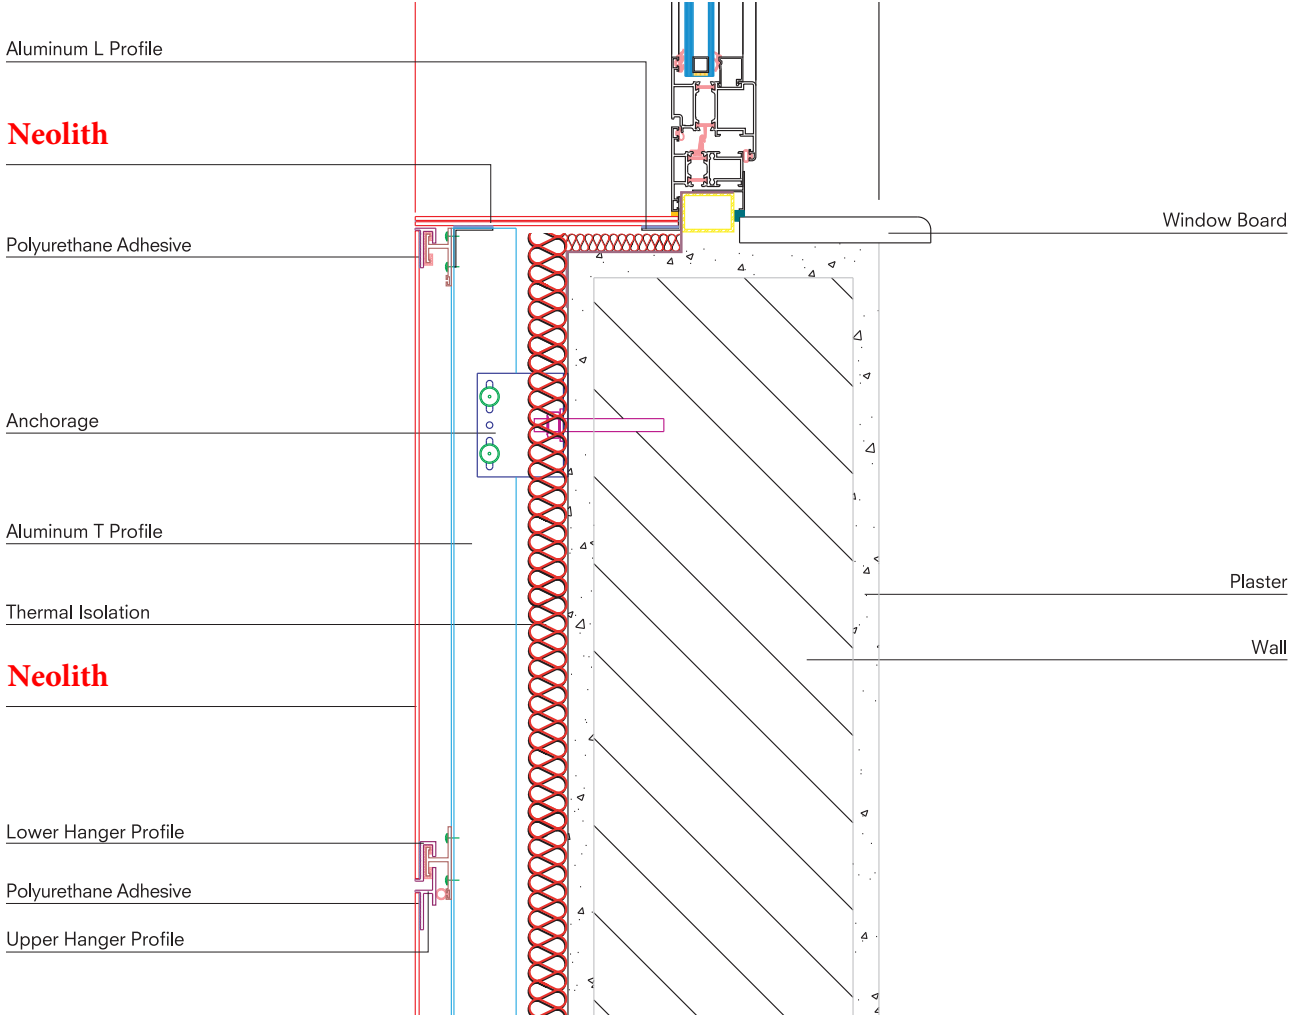 Aluminum L Profile
Neolith
Polyurethane Adhesive
Window Board
Anchorage
Aluminum T Profile
Plaster
Thermal Isolation
Wall
Neolith
Lower Hanger Profile
Polyurethane Adhesive
Upper Hanger Profile